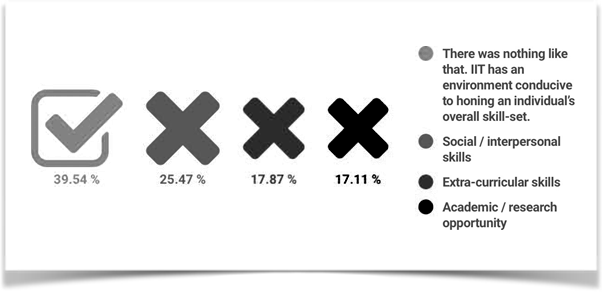 39.54 %
25.47 %
17.87 %
17.11 %
There was nothing like
that. IIT has an
environment conducive
to honing an individual's
overall skill-set.
Social / interpersonal
skills
Extra-curricular skills
Academic / research
opportunity